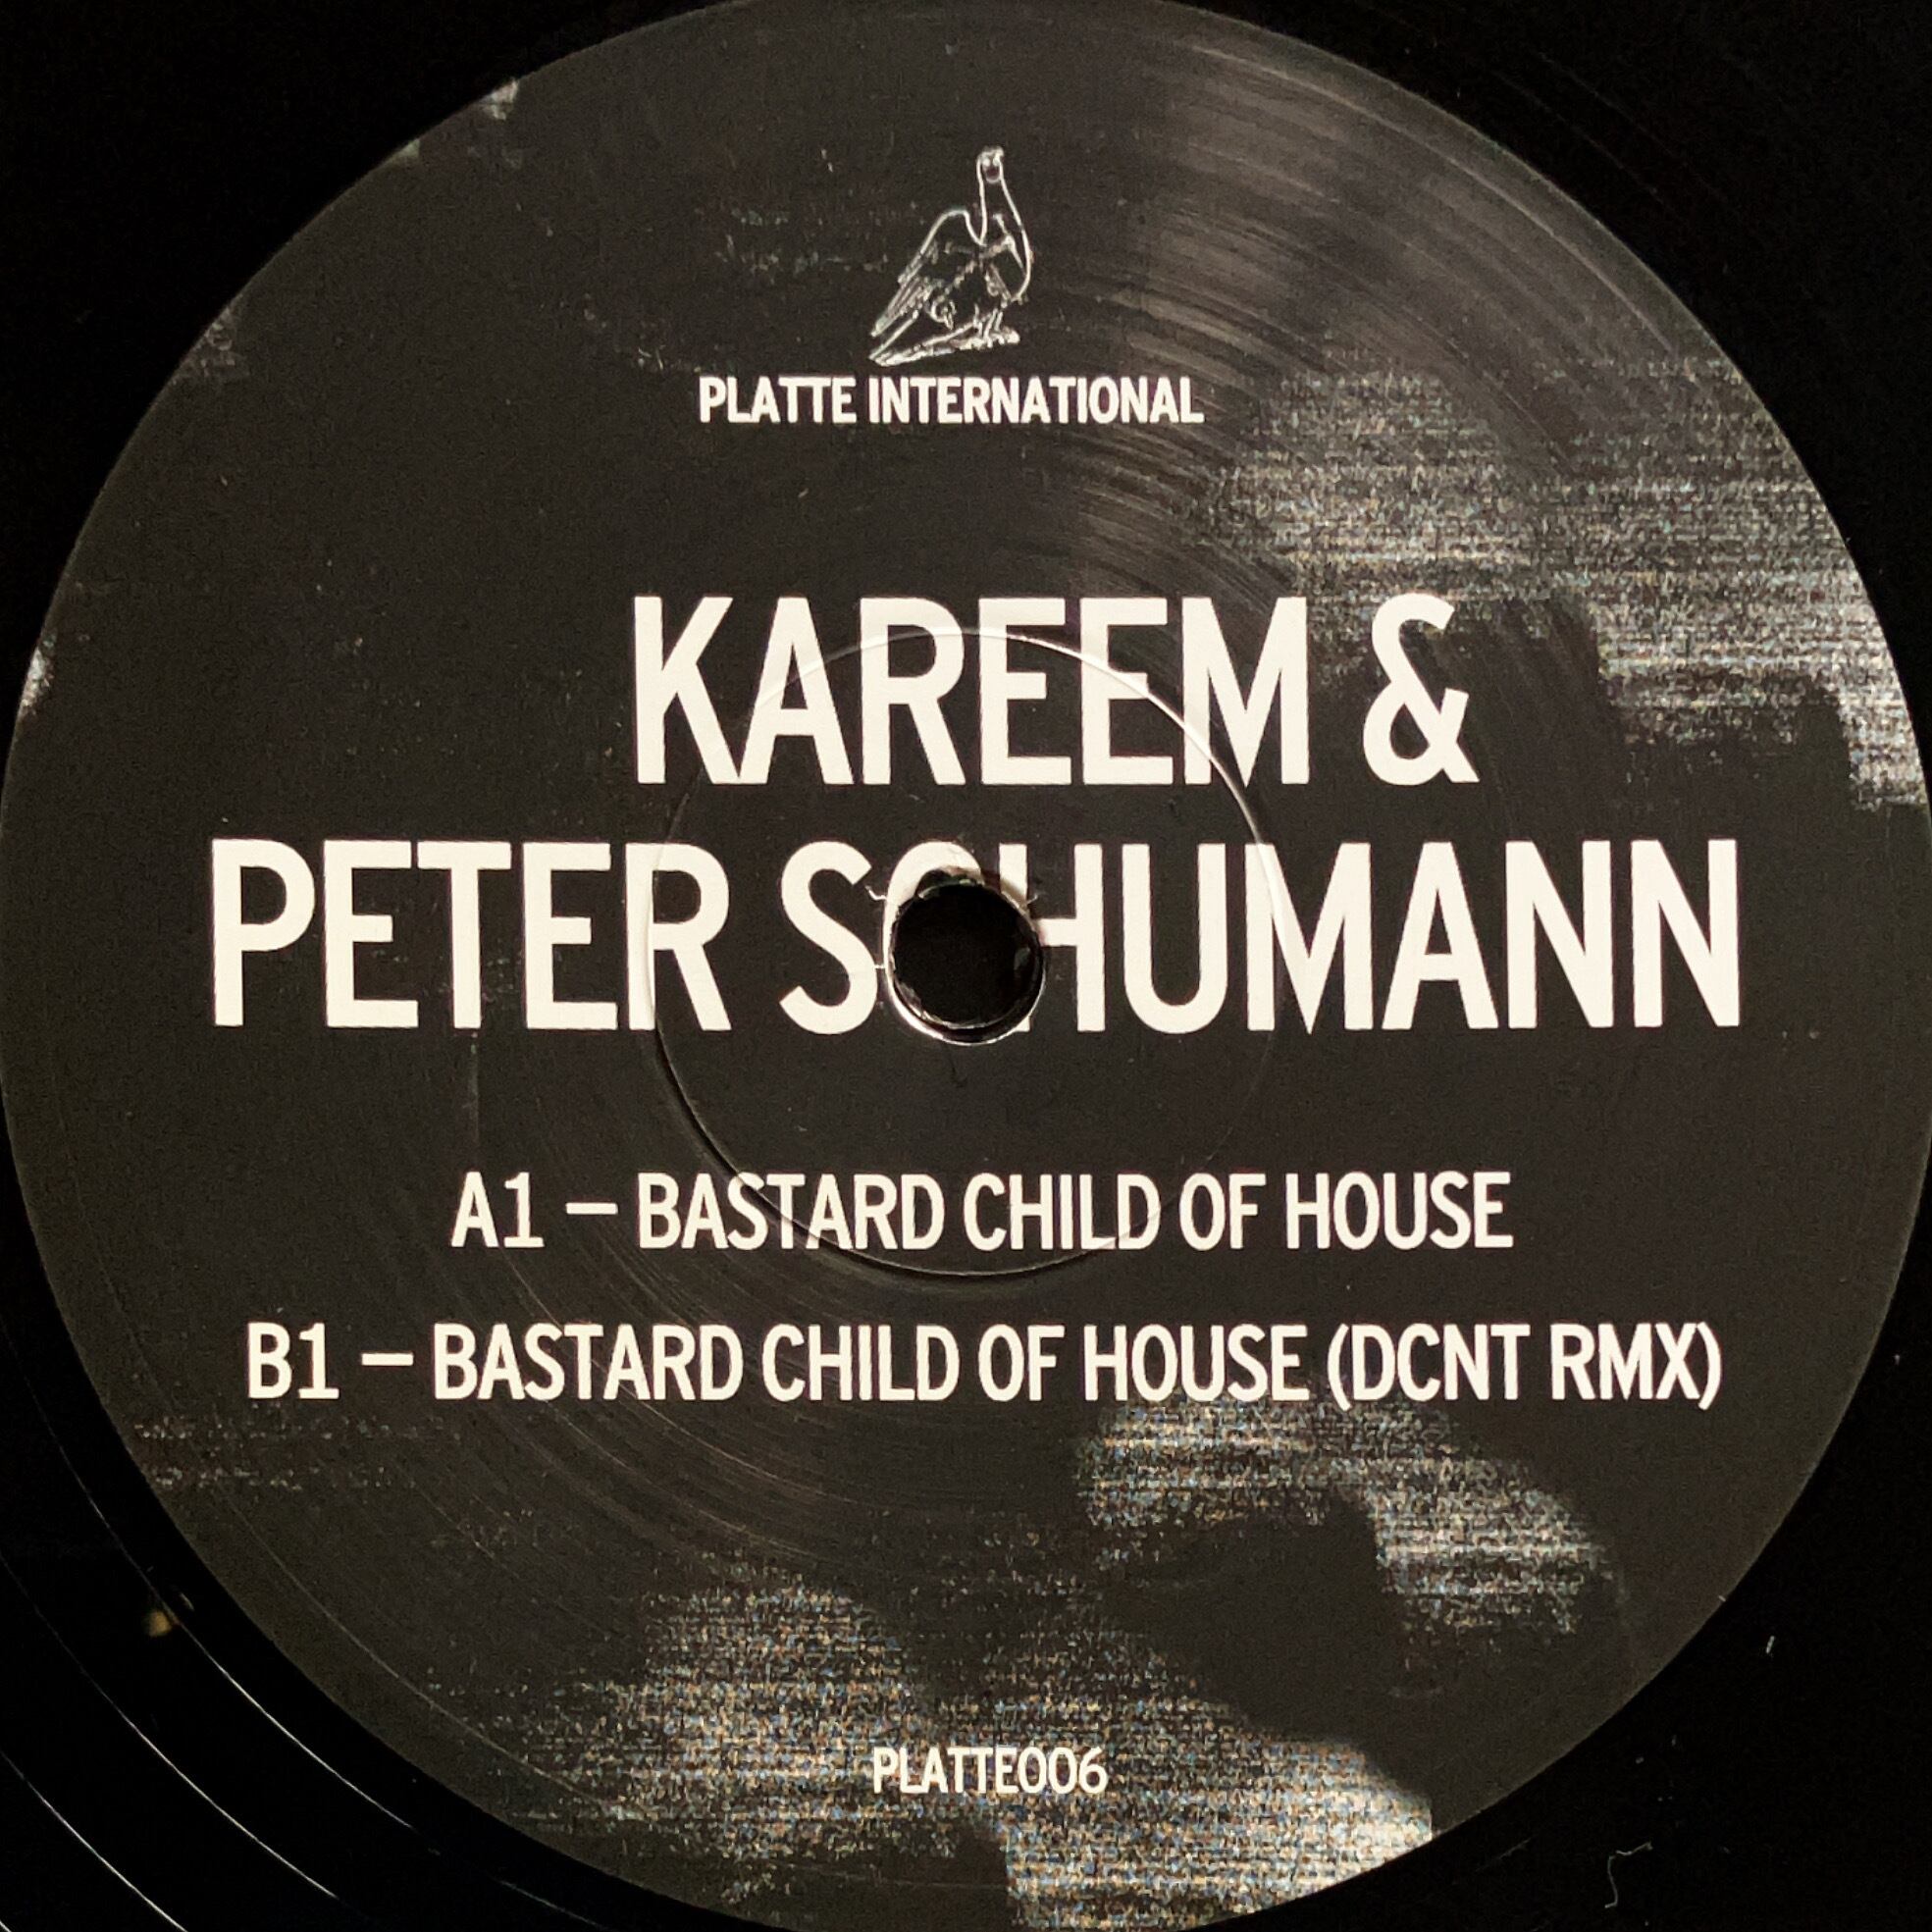 PLATTE INTERNATIONAL
KAREEM &
PETER SCHUMANN
A1 – BASTARD CHILD OF HOUSE
B1 – BASTARD CHILD OF HOUSE (DCNT RMX)
PLATTE006